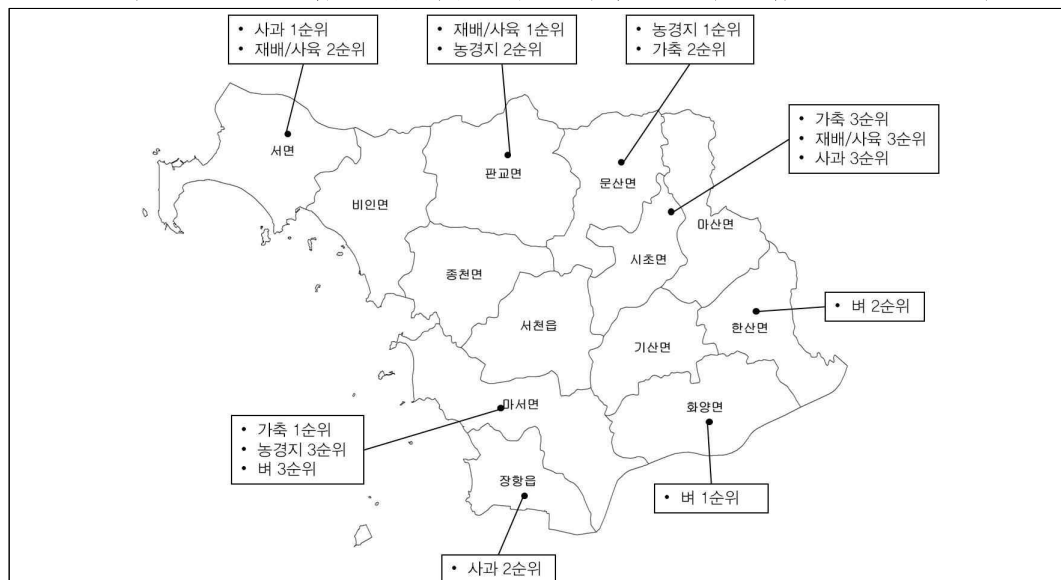 • 사과 1순위
• 재배/사육 2순위
• 재배/사육 1순위
• 농경지 2순위
• 농경지 1순위
• 가축 2순위
• 가축 3순위
• 재배/사육 3순위
• 사과 3순위
서면
판교면
문산면
비인면
마산면
시초면
종천면
• 벼 2순위
서천읍
한산면
기산면
마서면
화양면
• 가축 1순위
• 농경지 3순위
• 벼 3순위
장항읍
• 벼 1순위
• 사과 2순위